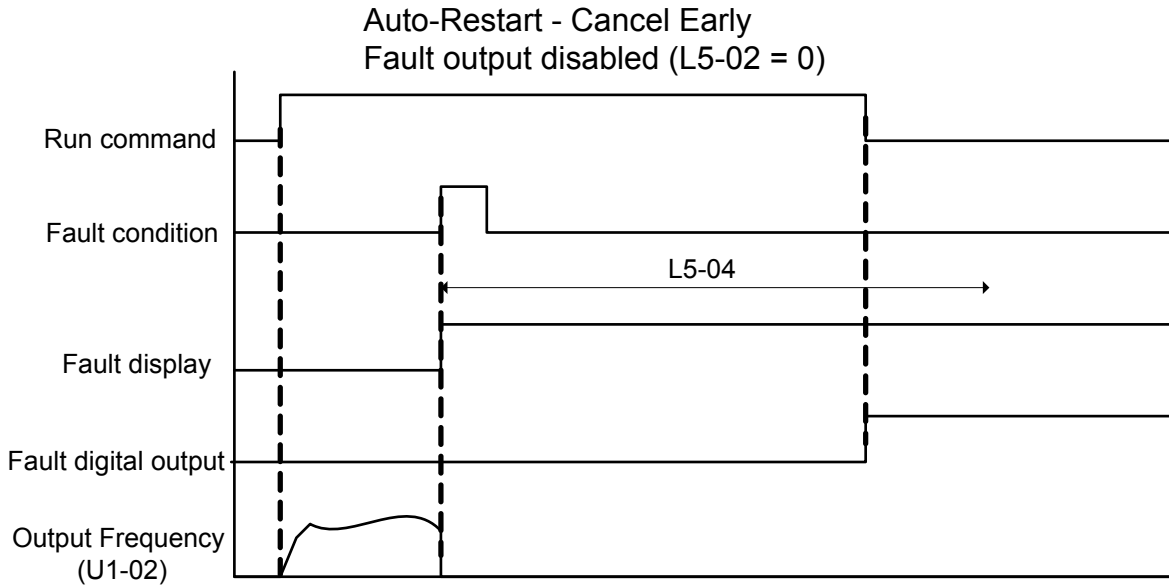 Auto-Restart - Cancel Early
Fault output disabled (L5-02 = 0)
Run command
Fault condition
L5-04
Fault display
Fault digital output
Output Frequency
(U1-02)